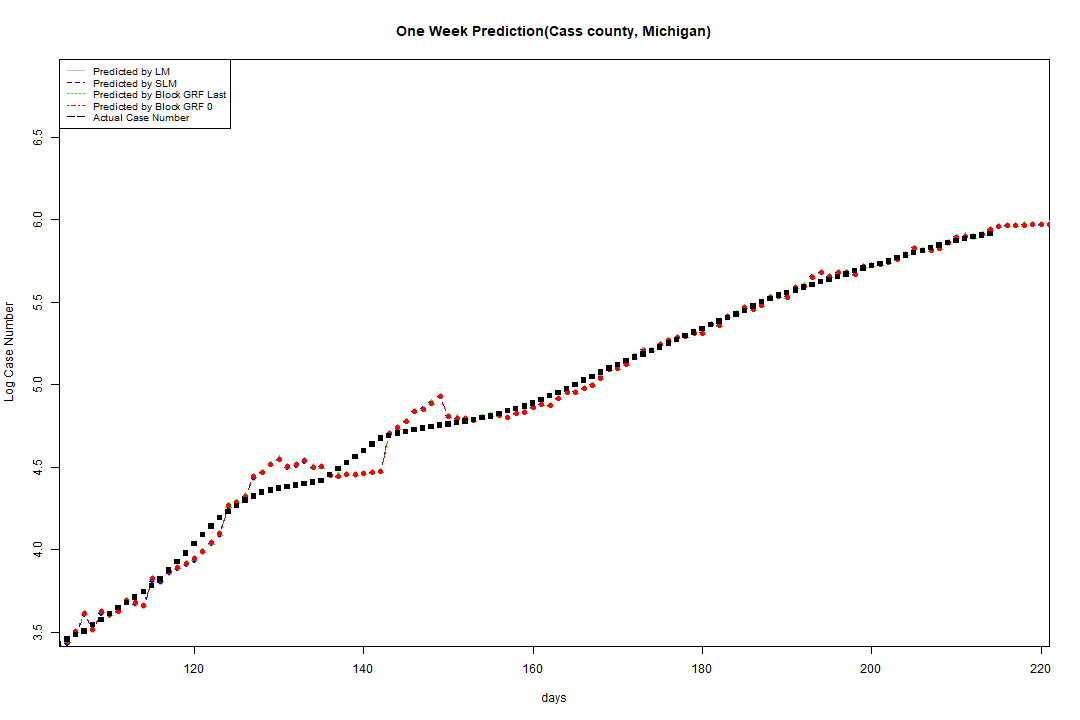 One Week Prediction(Cass county, Michigan)
Predicted by LM
Predicted by SLM
Predicted by Block GRF Last
Predicted by Block GRF 0
Actual Case Number
6.5
6.0
5.5
5.0
4.5
4.0
3.5
Log Case Number
120 140 160 180 200 220
days